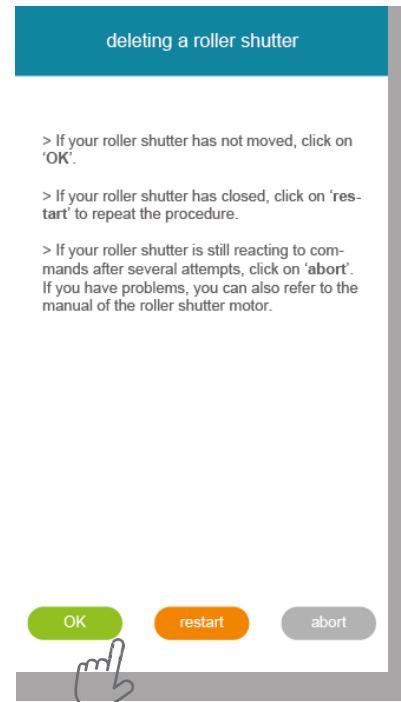 deleting a roller shutter
> If your roller shutter has not moved, click on
‘OK’.
> If your roller shutter has closed, click on ‘res-
tart’ to repeat the procedure.
> If your roller shutter is still reacting to com-
mands after several attempts, click on ‘abort’.
If you have problems, you can also refer to the
manual of the roller shutter motor.
OK restart abort